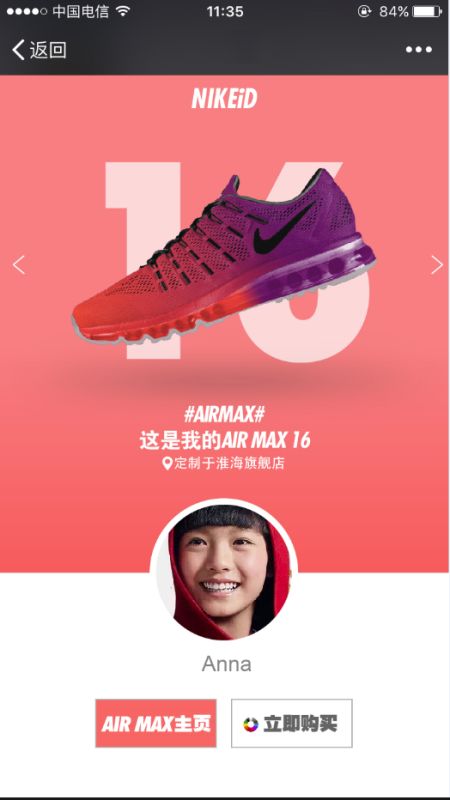 中国电信 11:35 84%
返回
NIKEiD
16
#AIRMAX#
这是我的AIR MAX 16
定制于淮海旗舰店
Anna
AIR MAX主页 立即购买